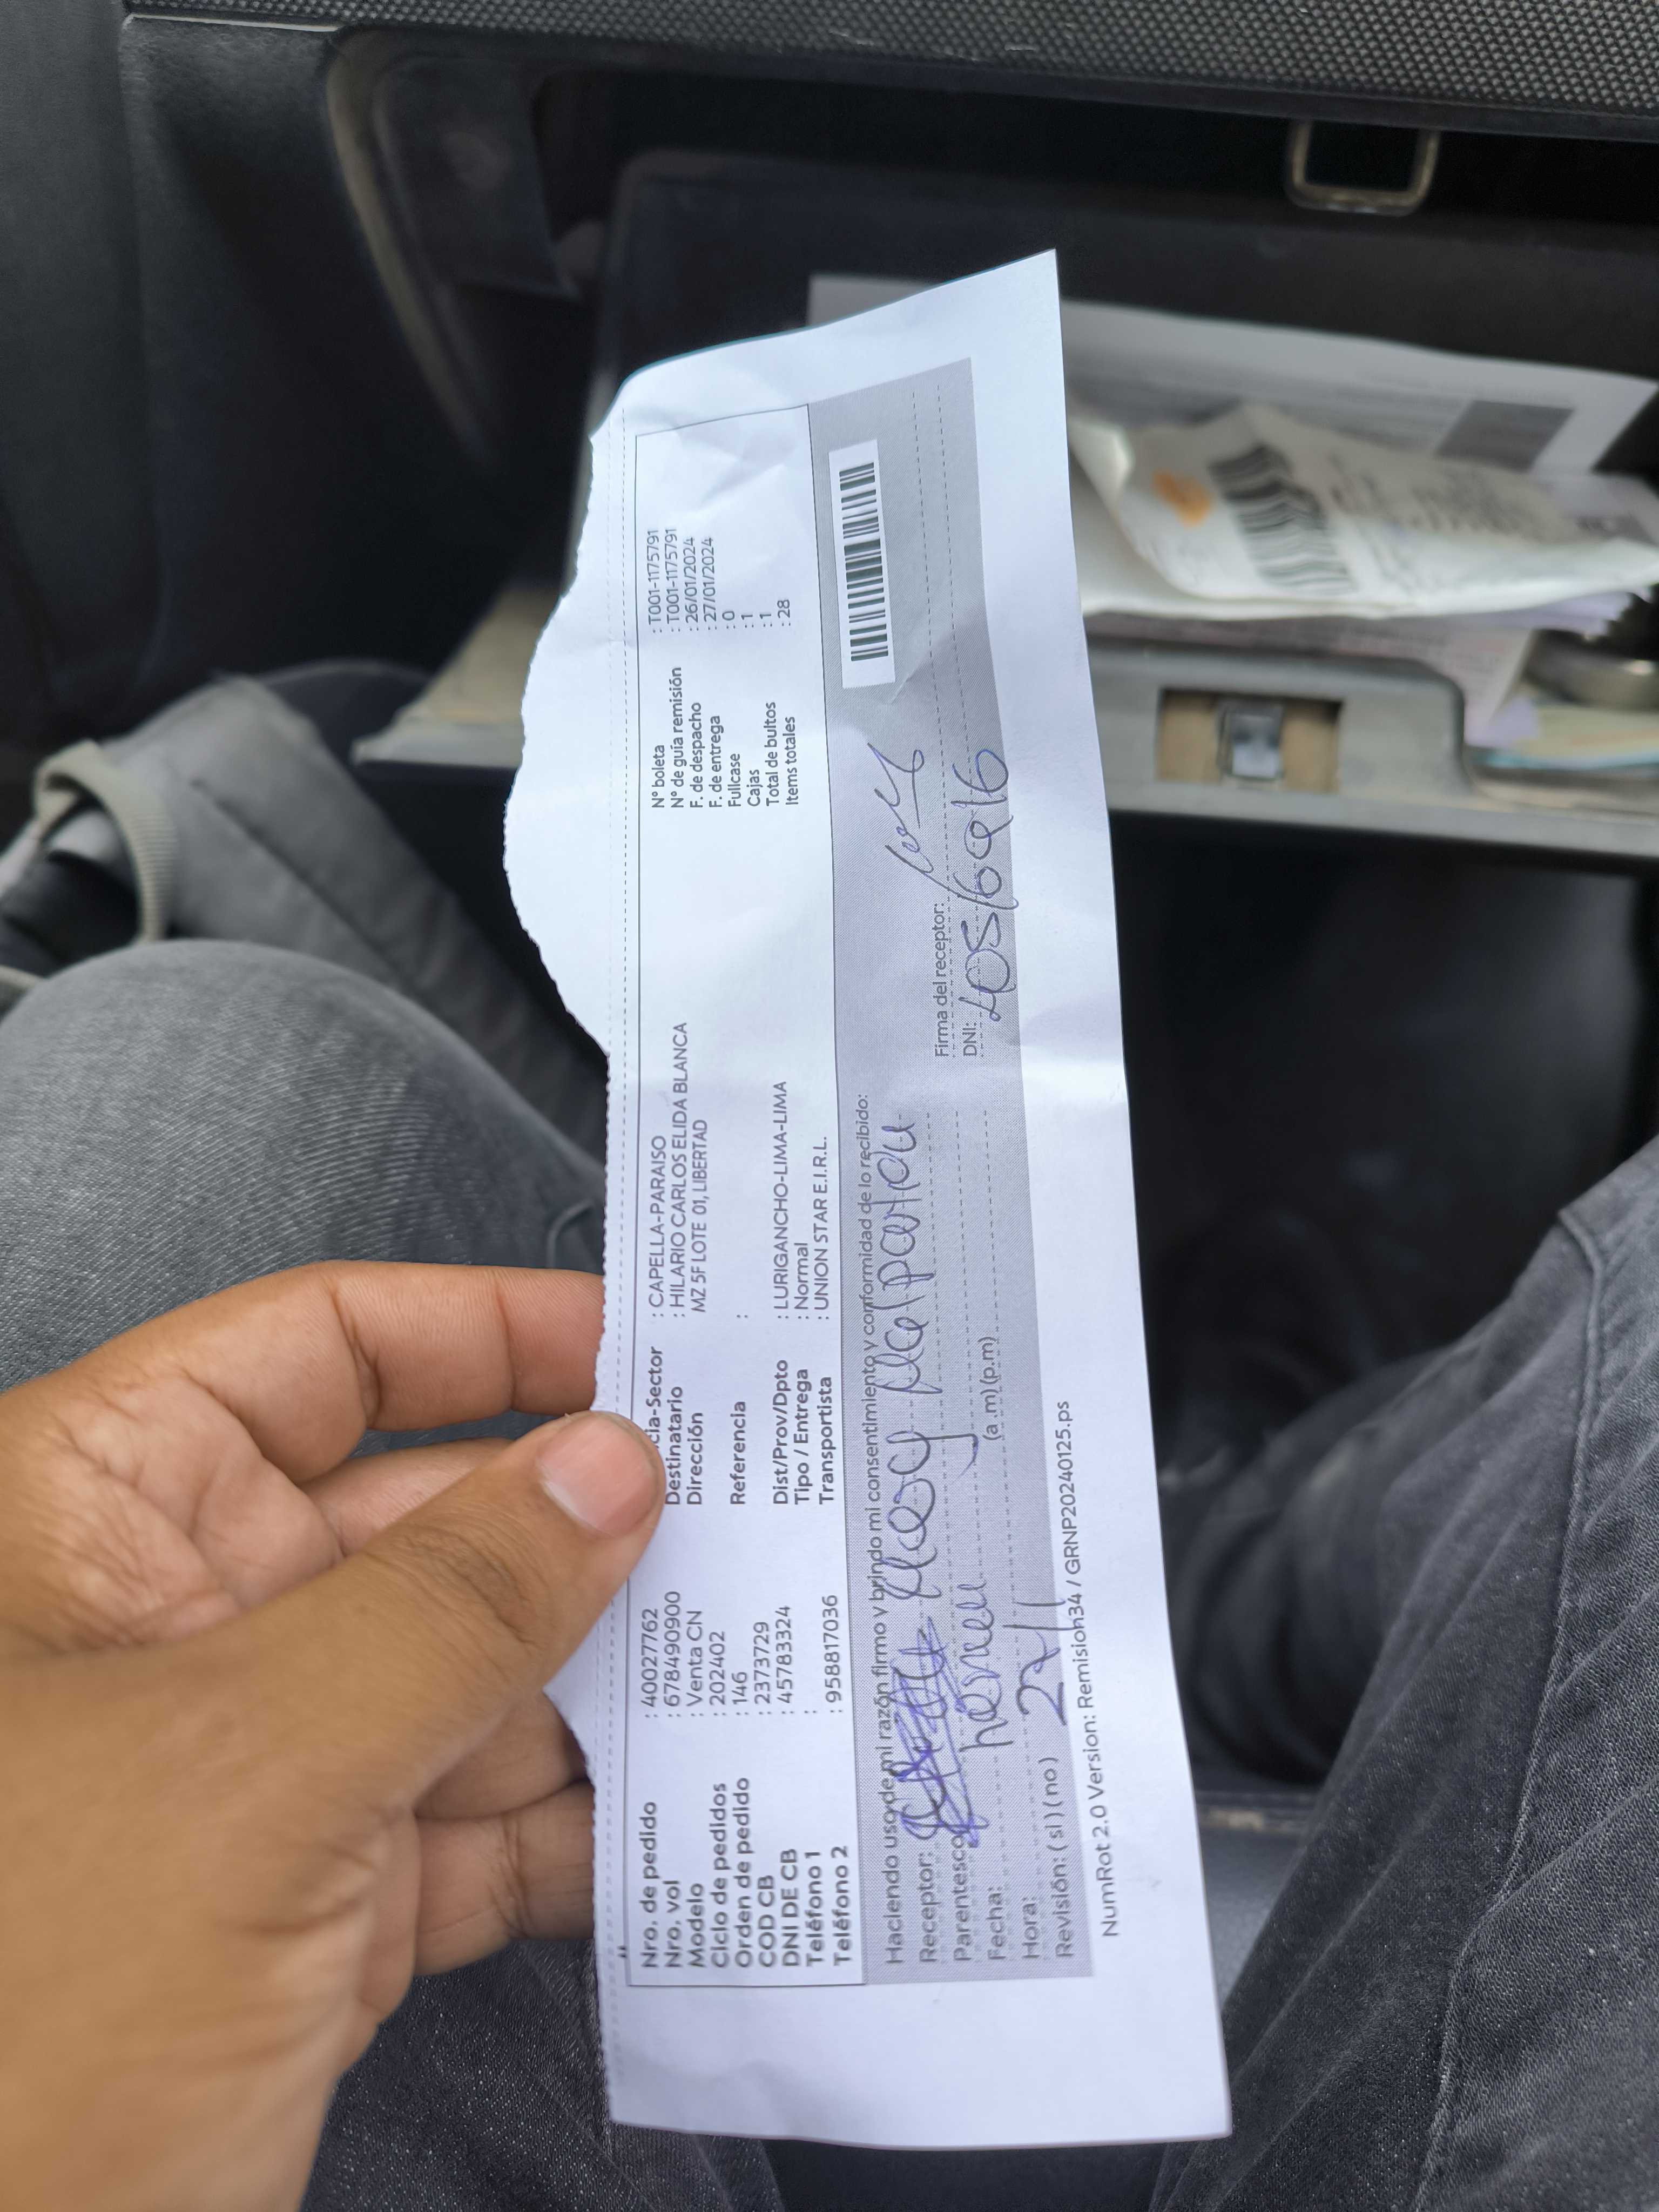 Nro. de pedido : 40027762
Nro. vol : 678490900
Modelo : Venta CN
Ciclo de pedidos : 202402
Orden de pedido : 146
COD CB : 2373729
DNI DE CB : 45783324
Teléfono 1 :
Teléfono 2 : 958817036
cia-Sector : CAPELLA-PARAISO
Destinatario : HILARIO CARLOS ELIDA BLANCA
Dirección MZ 5F LOTE 01, LIBERTAD
Referencia :
Dist/Prov/Dpto : LURIGANCHO-LIMA-LIMA
Tipo / Entrega : Normal
Transportista : UNION STAR E.I.R.L.
N° boleta : T001-1175791
N° de guía remisión : T001-1175791
F. de despacho : 26/01/2024
F. de entrega : 27/01/2024
Fullcase : 0
Cajas : 1
Total de bultos : 1
Items totales : 28
Haciendo uso de mi razón firmo y brindo mi consentimiento y conformidad de lo recibido:
Receptor:
Parentesco
Fecha: (a.m)(p.m)
Hora: 27/1
Revisión: (si)(no)
Firma del receptor:
DNI: 40516916
NumRot 2.0 Version: Remision34 / GRNP20240125.ps